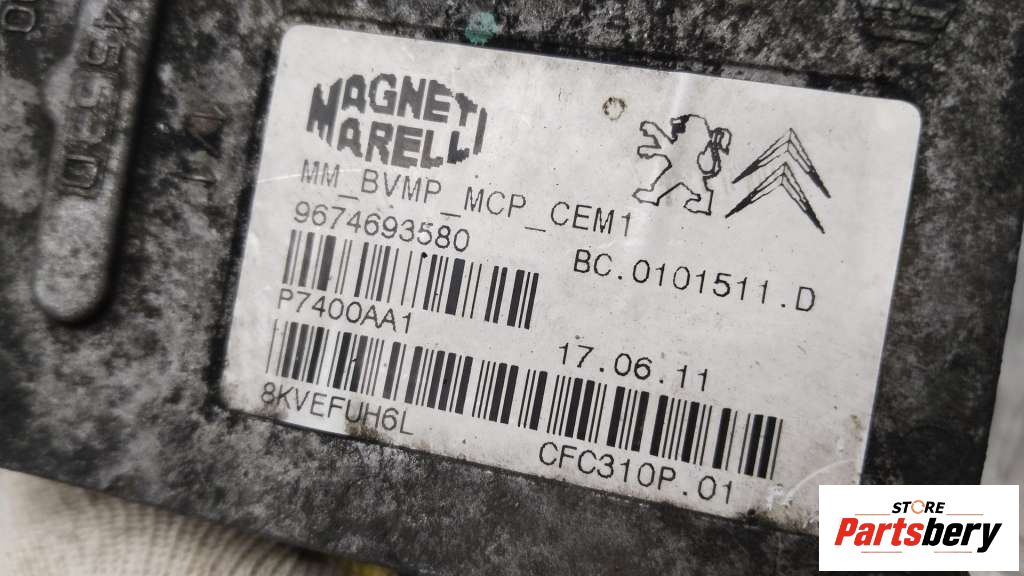 MAGNETI
MARELLI
MM_BVMP_MCP_CEM1
9674693580
BC.0101511.D
P7400AA1
17.06.11
8KVEFUH6L
CFC310P.01
STORE
Partsbery